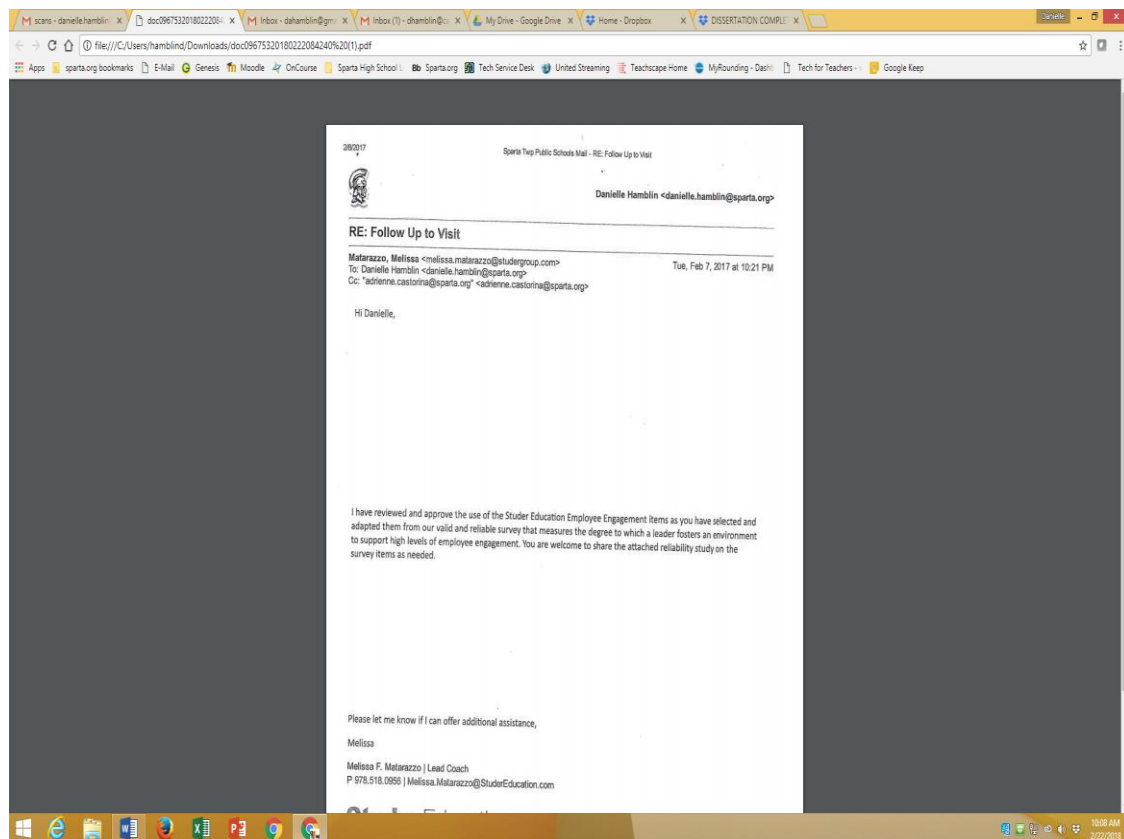 scans - danielle.hamblin
doc09675320180222084
Inbox - dahamblin@gm
Inbox (1) - dhamblin@c
My Drive - Google Drive
Home - Dropbox
DISSERTATION COMPL
Danielle
file:///C:/Users/hamblind/Downloads/doc09675320180222084240%20(1).pdf
Apps sparta.org bookmarks E-Mail Genesis Moodle OnCourse Sparta High School Sparta.org Tech Service Desk United Streaming Teachscape Home MyRounding - Dash Tech for Teachers - Google Keep
2/8/2017
Sparta Twp Public Schools Mail - RE: Follow Up to Visit
Danielle Hamblin <danielle.hamblin@sparta.org>
RE: Follow Up to Visit
Matarazzo, Melissa <melissa.matarazzo@studergroup.com>
Tue, Feb 7, 2017 at 10:21 PM
To: Danielle Hamblin <danielle.hamblin@sparta.org>
Cc: "adrienne.castorina@sparta.org" <adrienne.castorina@sparta.org>
Hi Danielle,
I have reviewed and approve the use of the Studer Education Employee Engagement Items as you have selected and
adapted them from our valid and reliable survey that measures the degree to which a leader fosters an environment
to support high levels of employee engagement. You are welcome to share the attached reliability study on the
survey items as needed.
Please let me know if I can offer additional assistance,
Melissa
Melissa F. Matarazzo | Lead Coach
P 978.518.0956 | Melissa.Matarazzo@StuderEducation.com
10:08 AM
2/22/2018